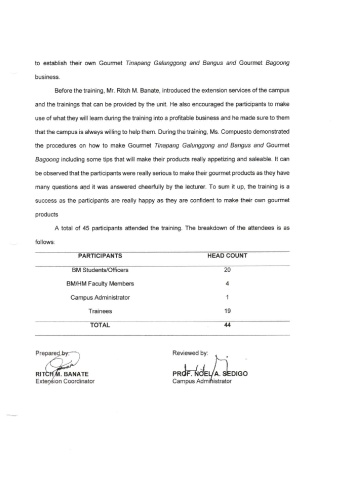 to establish their own Gourmet Tinapang Galunggong and Bangus and Gourmet Bagoong
business.
Before the training, Mr. Ritch M. Banate, introduced the extension services of the campus
and the trainings that can be provided by the unit. He also encouraged the participants to make
use of what they will learn during the training into a profitable business and he made sure to them
that the campus is always willing to help them. During the training, Ms. Compuesto demonstrated
the procedures on how to make Gourmet Tinapang Galunggong and Bangus and Gourmet
Bagoong including some tips that will make their products really appetizing and saleable. It can
be observed that the participants were really serious to make their gourmet products as they have
many questions and it was answered cheerfully by the lecturer. To sum it up, the training is a
success as the participants are really happy as they are confident to make their own gourmet
products
A total of 45 participants attended the training. The breakdown of the attendees is as
follows:
PARTICIPANTS HEAD COUNT
BM Students/Officers 20
BM/HM Faculty Members 4
Campus Administrator 1
Trainees 19
TOTAL 44
Prepared by: Reviewed by:
RITCH M. BANATE PROF. NOEL A. SEDIGO
Extension Coordinator Campus Administrator